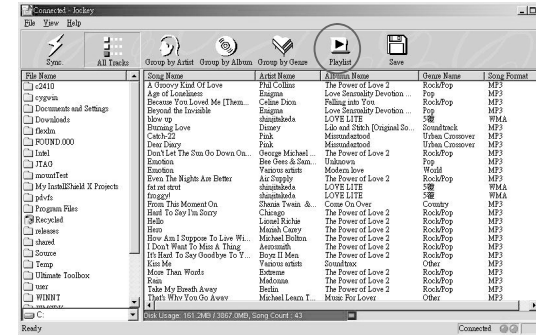 Connected - Jockey
File View Help
Sync. All Tracks Group by Artist Group by Album Group by Genre Playlist Save
File Name Song Name Artist Name Album Name Genre Name Song Format
c2410 A Groovy Kind Of Love Phil Collins The Power of Love 2 Rock/Pop MP3
cygwin Age of Loneliness Enigma Love Sensuality Devotion ... Pop MP3
Documents and Settings Because You Loved Me [Them... Celine Dion Falling into You Rock/Pop MP3
Downloads Beyond the Invisible Enigma Love Sensuality Devotion ... Pop MP3
flexlm blow up shinjitakeda LOVE LITE WMA
FOUND.000 Burning Love Disney Lilo and Stitch [Original So... Soundtrack MP3
Intel Catch-22 Pink Missundaztood Urban Crossover MP3
JTAG Dear Diary Pink Missundaztood Urban Crossover MP3
mountTest Don't Let The Sun Go Down On... George Michael ... The Power of Love 2 Rock/Pop MP3
My InstallShield X Projects Emotion Bee Gees & Sam... Unknown Pop MP3
pdvfs Emotion Various artists Modern love World MP3
Program Files Even The Nights Are Better Air Supply The Power of Love 2 Rock/Pop MP3
Recycled fat rat strut shinjitakeda LOVE LITE WMA
releases froggy! shinjitakeda LOVE LITE WMA
shared From This Moment On Shania Twain &... Come On Over Country MP3
Source Hard To Say I'm Sorry Chicago The Power of Love 2 Rock/Pop MP3
Temp Hello Lionel Richie The Power of Love 2 Rock/Pop MP3
Ultimate Toolbox Hero Mariah Carey The Power of Love 2 Rock/Pop MP3
user How Am I Suppose To Live Wi... Michael Bolton The Power of Love 2 Rock/Pop MP3
WINNT I Don't Want To Miss A Thing Aerosmith The Power of Love 2 Rock/Pop MP3
It's Hard To Say Goodbye To Y... Boyz II Men The Power of Love 2 Rock/Pop MP3
Kiss Me Various artists Soundtrax Other MP3
More Than Words Extreme The Power of Love 2 Rock/Pop MP3
Rain Madonna The Power of Love 2 Rock/Pop MP3
Take My Breath Away Berlin The Power of Love 2 Rock/Pop MP3
That's Why You Go Away Michael Learn T... Music For Lover Other MP3
C: Disk Usage: 161.2MB / 3067.0MB, Song Count : 43
Ready Connected